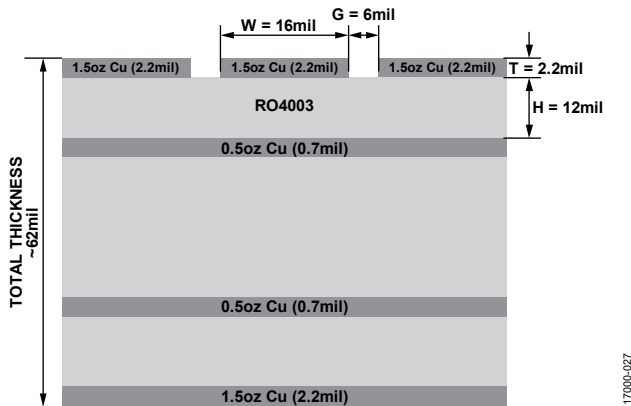 W = 16mil
G = 6mil
1.5oz Cu (2.2mil)
1.5oz Cu (2.2mil)
1.5oz Cu (2.2mil)
T = 2.2mil
RO4003
H = 12mil
0.5oz Cu (0.7mil)
TOTAL THICKNESS
~62mil
0.5oz Cu (0.7mil)
1.5oz Cu (2.2mil)
17000-027